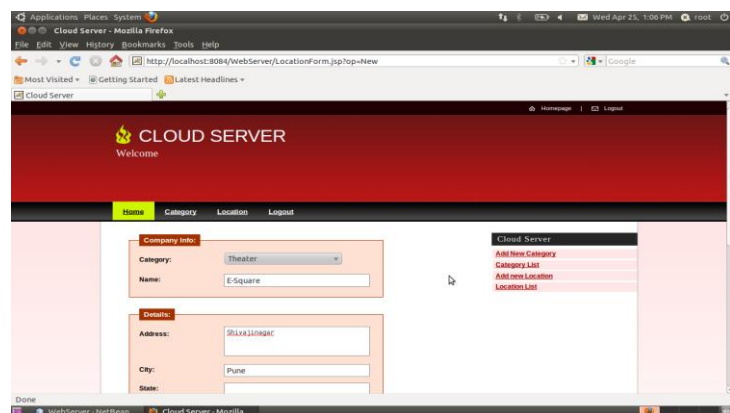 Applications Places System
Wed Apr 25, 1:06 PM root
Cloud Server - Mozilla Firefox
File Edit View History Bookmarks Tools Help
http://localhost:8084/WebServer/LocationForm.jsp?op=New
Google
Most Visited Getting Started Latest Headlines
Cloud Server
Homepage | Logout
CLOUD SERVER
Welcome
Home Category Location Logout
Company Info:
Category: Theater
Name: E-Square
Details:
Address: Shivajinagar
City: Pune
State:
Cloud Server
Add New Category
Category List
Add new Location
Location List
Done
WebServer - NetBean... Cloud Server - Mozilla ...